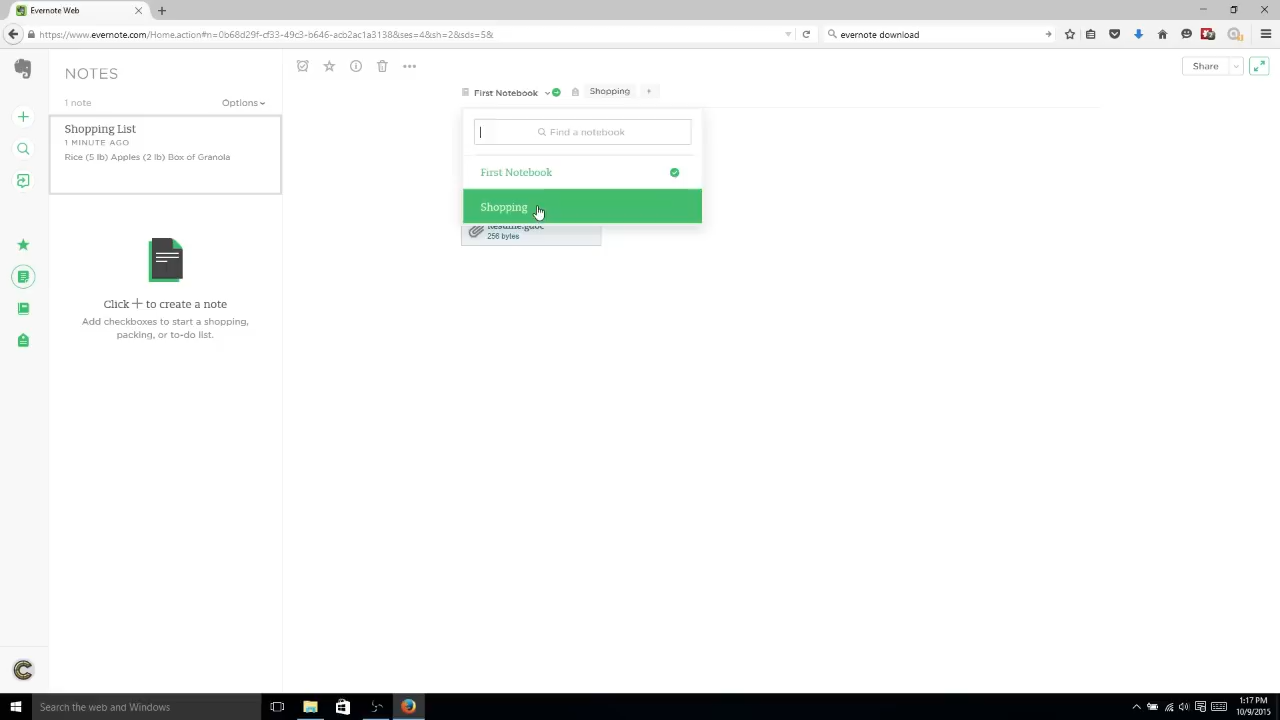 Evernote Web
https://www.evernote.com/Home.action#n=0b68d29f-cf33-49c3-b646-acb2ac1a3138&ses=4&sh=2&sds=5&
evernote download
NOTES
1 note
Options
Shopping List
1 MINUTE AGO
Rice (5 lb) Apples (2 lb) Box of Granola
Click + to create a note
Add checkboxes to start a shopping,
packing, or to-do list.
Share
First Notebook
Shopping
+
Find a notebook
First Notebook
Shopping
Resume.gdoc
256 bytes
Search the web and Windows
1:17 PM
10/9/2015